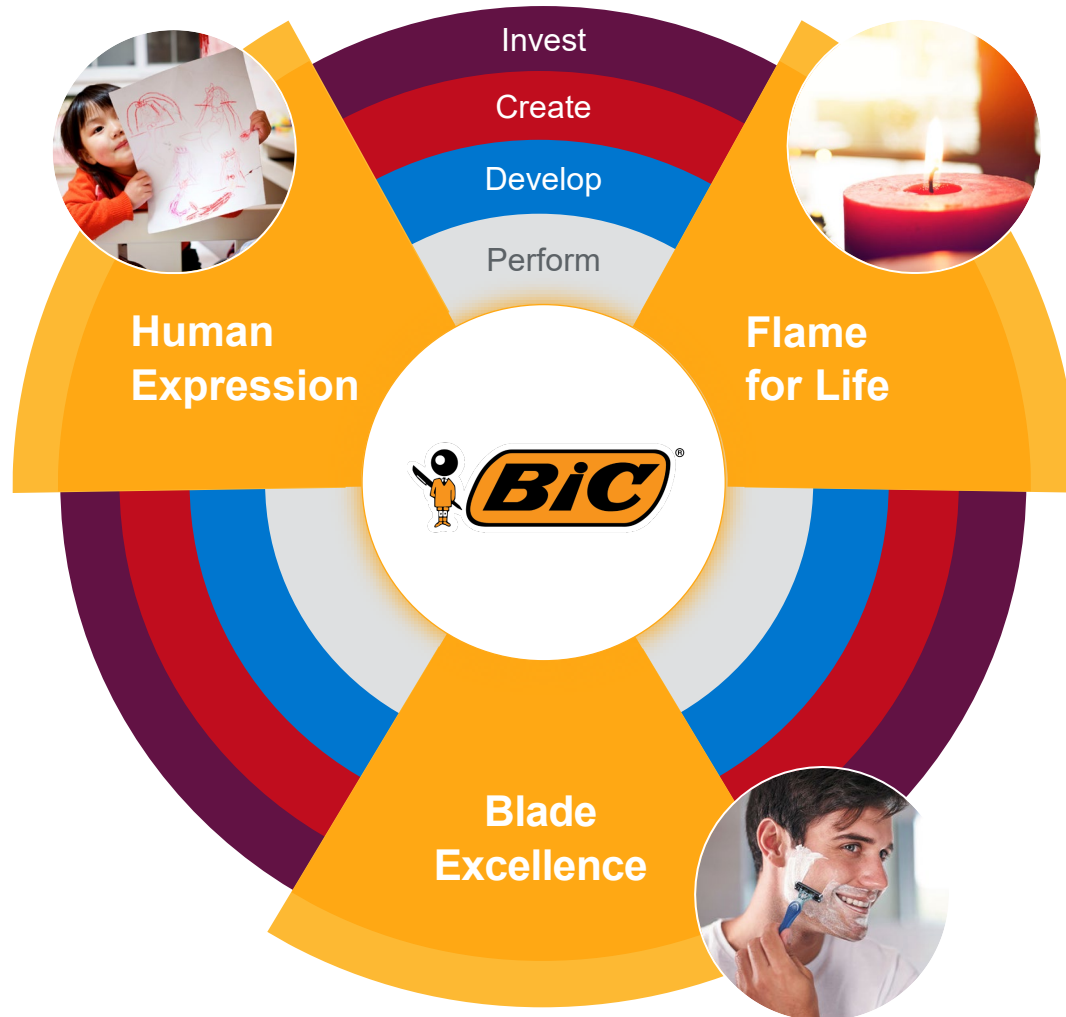 Invest
Create
Develop
Perform
Human
Expression
Flame
for Life
BiC®
Blade
Excellence